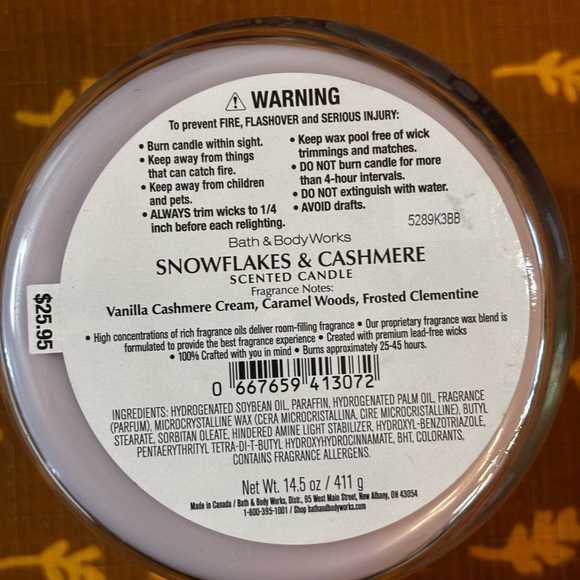 ⚠ WARNING
To prevent FIRE, FLASHOVER and SERIOUS INJURY:
• Burn candle within sight.
• Keep away from things
that can catch fire.
• Keep away from children
and pets.
• ALWAYS trim wicks to 1/4
inch before each relighting.
• Keep wax pool free of wick
trimmings and matches.
• DO NOT burn candle for more
than 4-hour intervals.
• DO NOT extinguish with water.
• AVOID drafts.
5289K3BB
Bath & Body Works
SNOWFLAKES & CASHMERE
SCENTED CANDLE
Fragrance Notes:
Vanilla Cashmere Cream, Caramel Woods, Frosted Clementine
$25.95
• High concentrations of rich fragrance oils deliver room-filling fragrance • Our proprietary fragrance wax blend is
formulated to provide the best fragrance experience • Created with premium lead-free wicks
• 100% Crafted with you in mind • Burns approximately 25-45 hours.
0 667659 413072
INGREDIENTS: HYDROGENATED SOYBEAN OIL, PARAFFIN, HYDROGENATED PALM OIL, FRAGRANCE
(PARFUM), MICROCRYSTALLINE WAX (CERA MICROCRISTALLINA, CIRE MICROCRISTALLINE), BUTYL
STEARATE, SORBITAN OLEATE, HINDERED AMINE LIGHT STABILIZER, HYDROXYL-BENZOTRIAZOLE,
PENTAERYTHRITYL TETRA-DI-T-BUTYL HYDROXYHYDROCINNAMATE, BHT, COLORANTS,
CONTAINS FRAGRANCE ALLERGENS.
Net Wt. 14.5 oz / 411 g
Made in Canada / Bath & Body Works, Distr., 95 West Main Street, New Albany, OH 43054
1-800-395-1001 / Shop bathandbodyworks.com